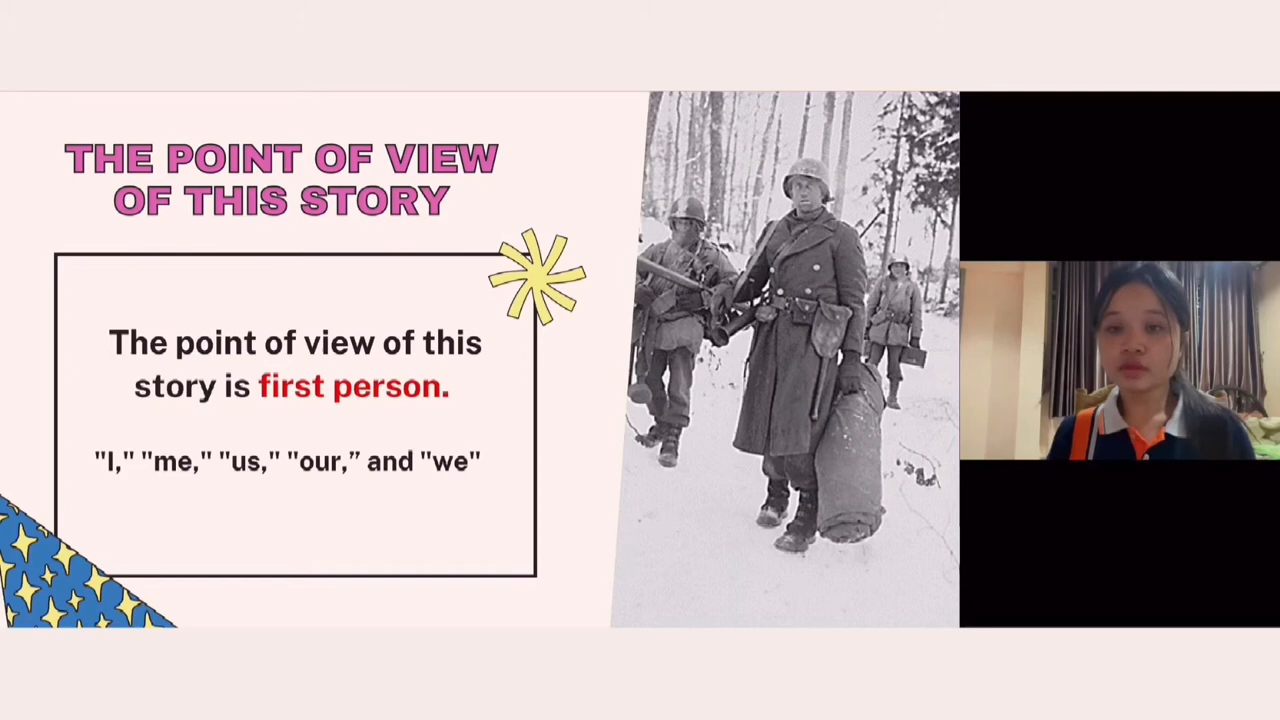 THE POINT OF VIEW
OF THIS STORY
The point of view of this
story is first person.
"I," "me," "us," "our,” and "we"